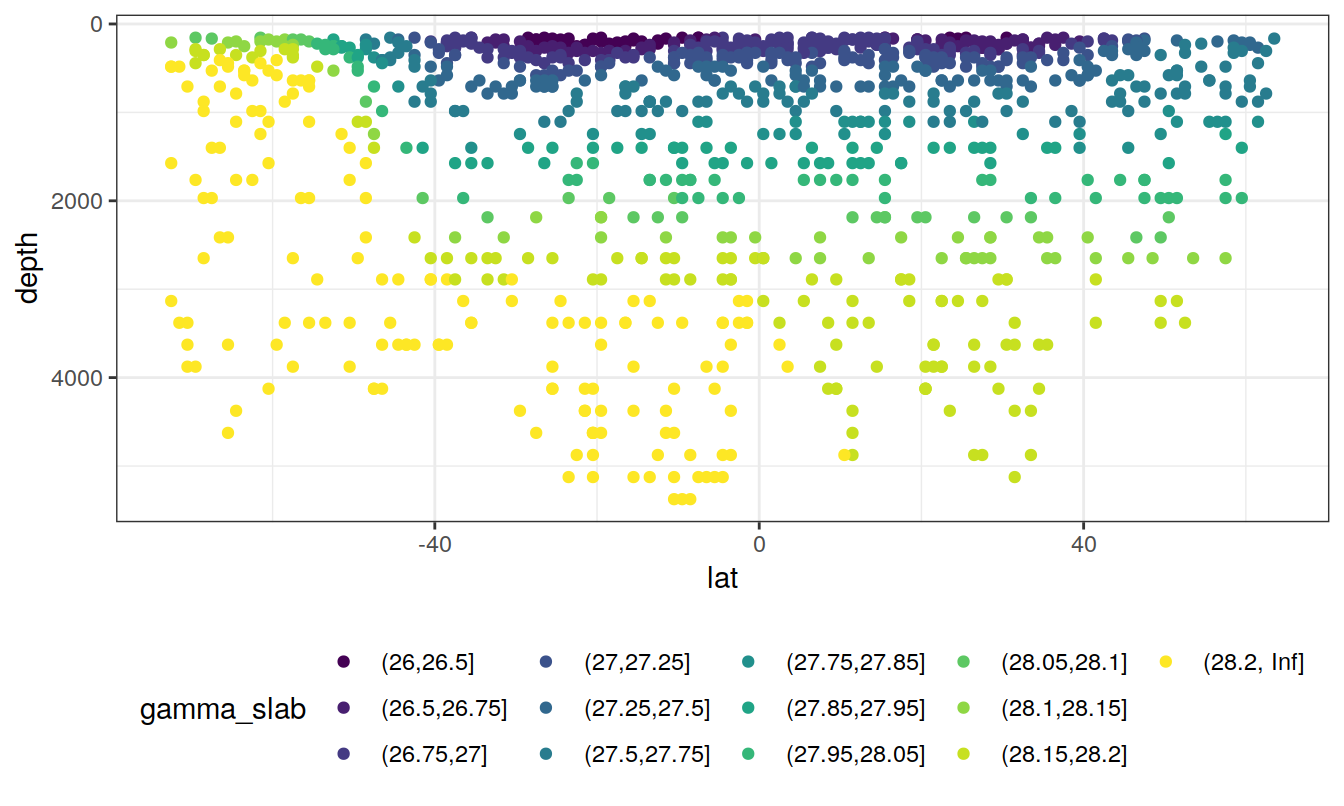 0
2000
4000
depth
-40 0 40
lat
gamma_slab
(26,26.5] (27,27.25] (27.75,27.85] (28.05,28.1] (28.2, Inf]
(26.5,26.75] (27.25,27.5] (27.85,27.95] (28.1,28.15]
(26.75,27] (27.5,27.75] (27.95,28.05] (28.15,28.2]